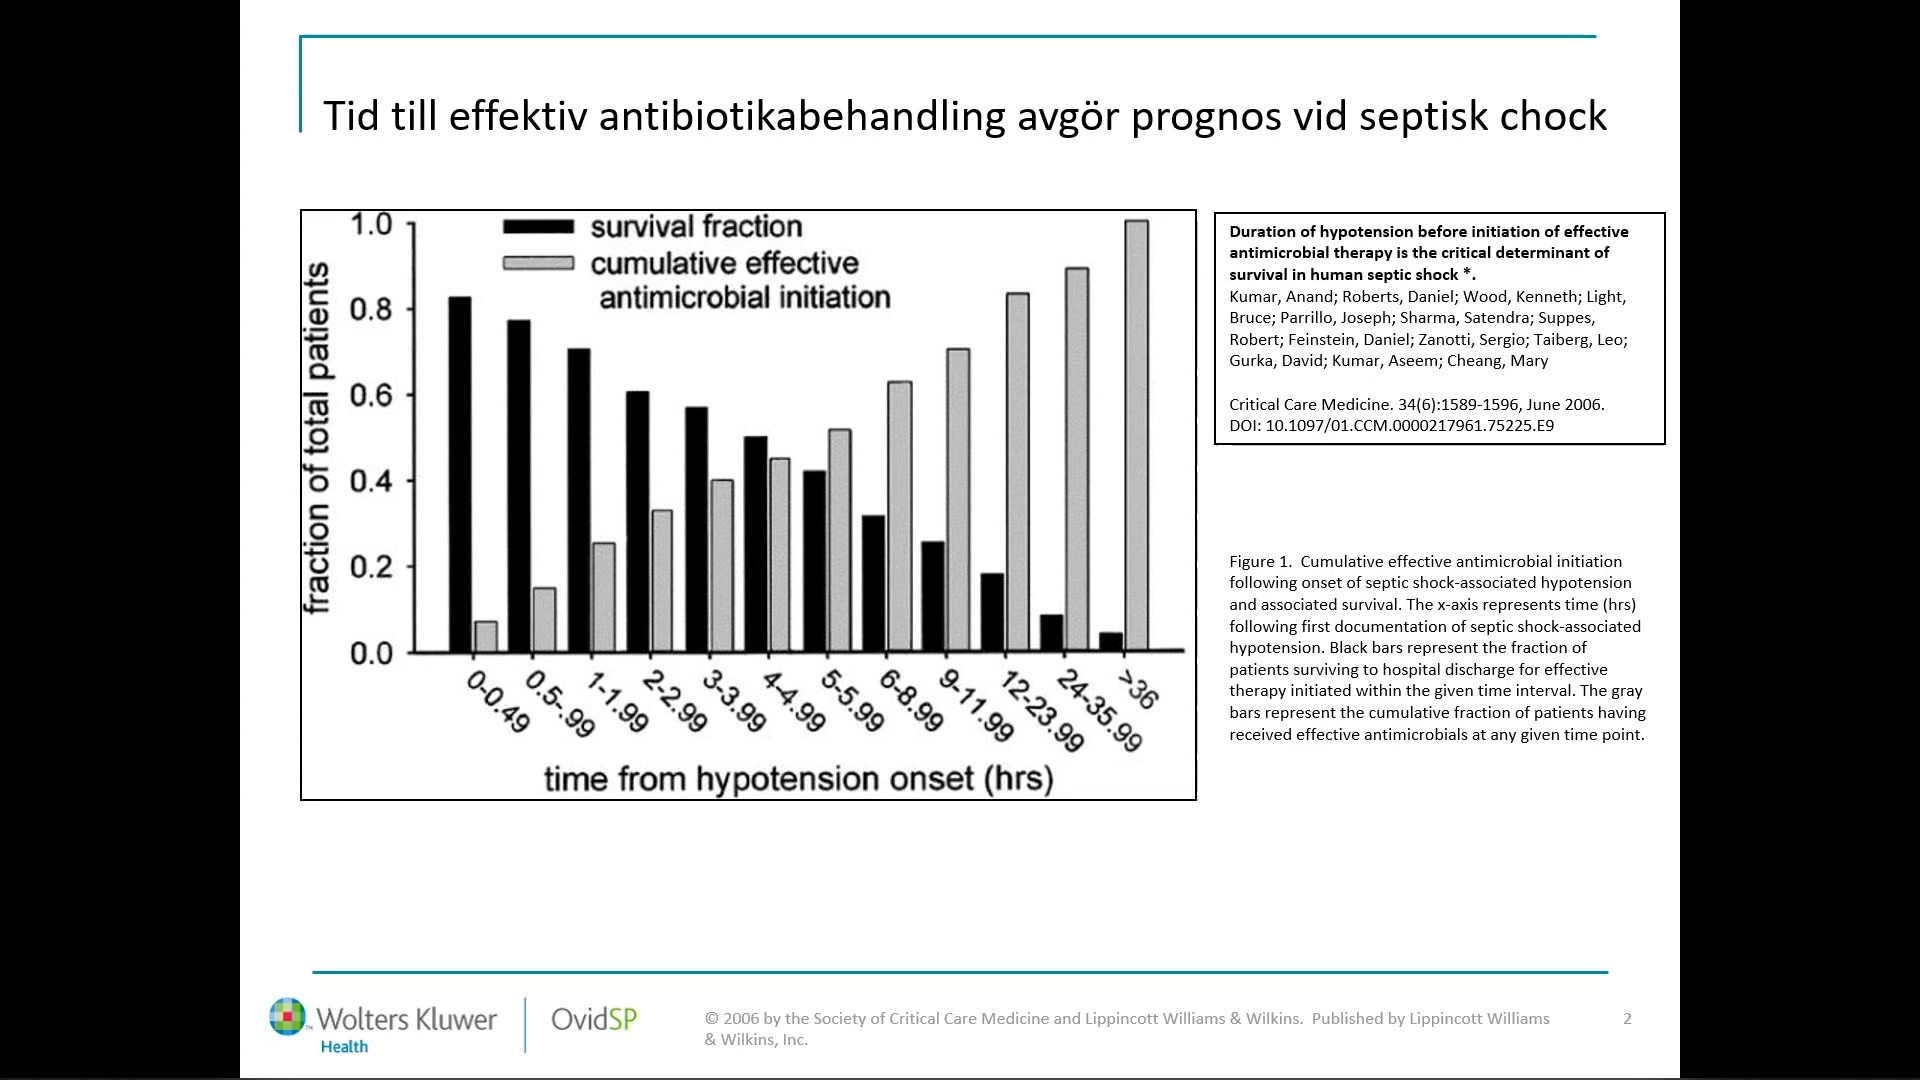 Tid till effektiv antibiotikabehandling avgör prognos vid septisk chock
survival fraction
cumulative effective
antimicrobial initiation
fraction of total patients
1.0
0.8
0.6
0.4
0.2
0.0
0-0.49
0.5-.99
1-1.99
2-2.99
3-3.99
4-4.99
5-5.99
6-8.99
9-11.99
12-23.99
24-35.99
>36
time from hypotension onset (hrs)
Duration of hypotension before initiation of effective
antimicrobial therapy is the critical determinant of
survival in human septic shock *.
Kumar, Anand; Roberts, Daniel; Wood, Kenneth; Light,
Bruce; Parrillo, Joseph; Sharma, Satendra; Suppes,
Robert; Feinstein, Daniel; Zanotti, Sergio; Taiberg, Leo;
Gurka, David; Kumar, Aseem; Cheang, Mary
Critical Care Medicine. 34(6):1589-1596, June 2006.
DOI: 10.1097/01.CCM.0000217961.75225.E9
Figure 1.  Cumulative effective antimicrobial initiation
following onset of septic shock-associated hypotension
and associated survival. The x-axis represents time (hrs)
following first documentation of septic shock-associated
hypotension. Black bars represent the fraction of
patients surviving to hospital discharge for effective
therapy initiated within the given time interval. The gray
bars represent the cumulative fraction of patients having
received effective antimicrobials at any given time point.
Wolters Kluwer
Health
OvidSP
© 2006 by the Society of Critical Care Medicine and Lippincott Williams & Wilkins.  Published by Lippincott Williams
& Wilkins, Inc.
2